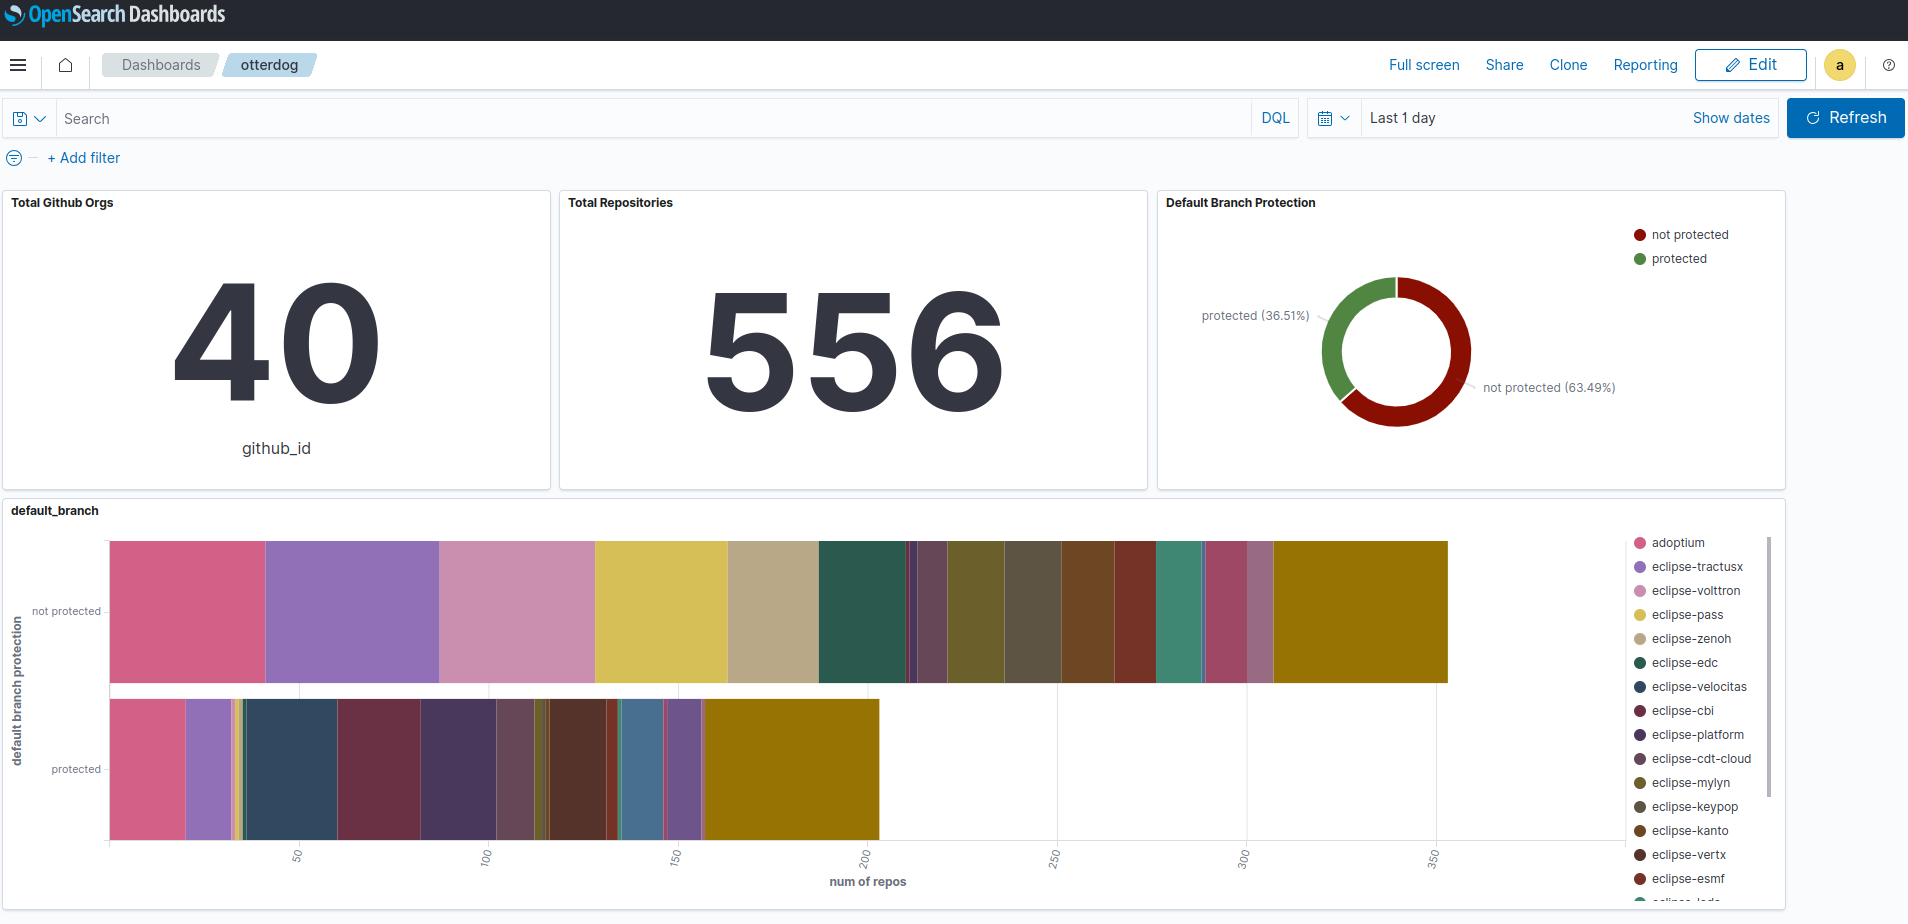 OpenSearch Dashboards
Dashboards
otterdog
Full screen
Share
Clone
Reporting
Edit
a
Search
DQL
Last 1 day
Show dates
Refresh
+ Add filter
Total Github Orgs
40
github_id
Total Repositories
556
Default Branch Protection
not protected
protected
protected (36.51%)
not protected (63.49%)
default_branch
default branch protection
not protected
protected
50
100
150
200
250
300
350
num of repos
adoptium
eclipse-tractusx
eclipse-volttron
eclipse-pass
eclipse-zenoh
eclipse-edc
eclipse-velocitas
eclipse-cbi
eclipse-platform
eclipse-cdt-cloud
eclipse-mylyn
eclipse-keypop
eclipse-kanto
eclipse-vertx
eclipse-esmf